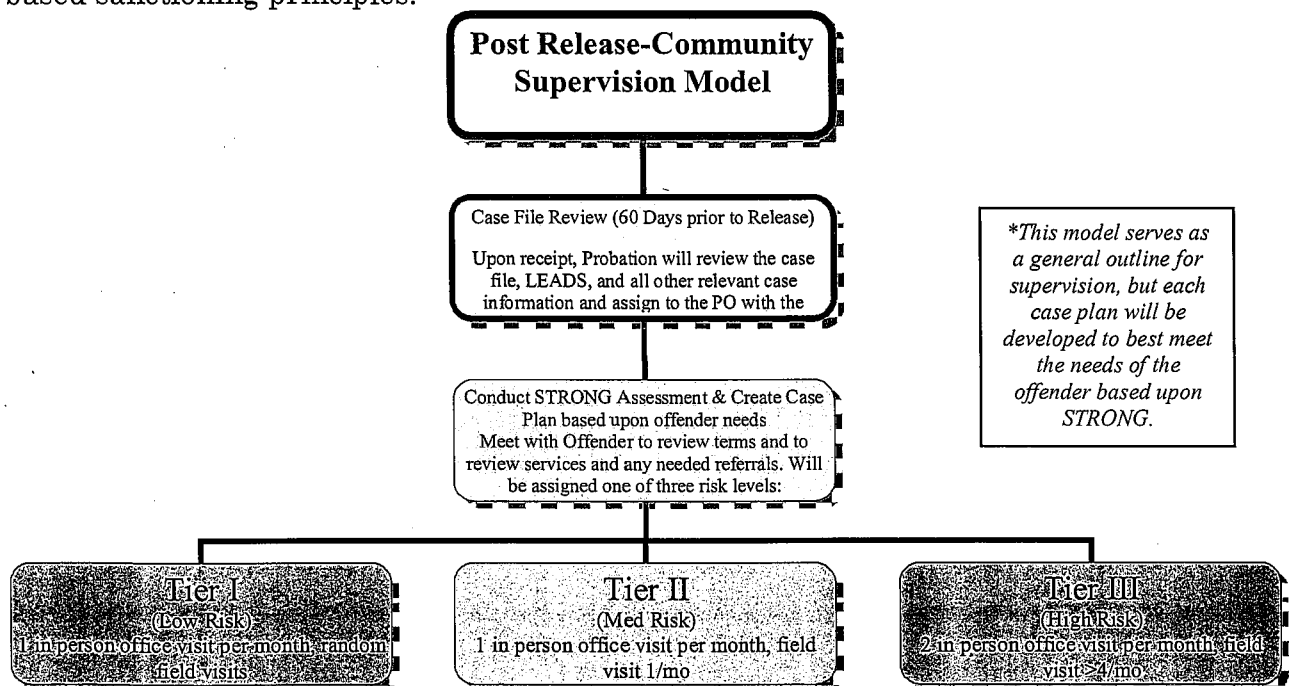 based sanctioning principles.
Post Release-Community
Supervision Model
Case File Review (60 Days prior to Release)
Upon receipt, Probation will review the case
file, LEADS, and all other relevant case
information and assign to the PO with the
*This model serves as
a general outline for
supervision, but each
case plan will be
developed to best meet
the needs of the
offender based upon
STRONG.
Conduct STRONG Assessment & Create Case
Plan based upon offender needs
Meet with Offender to review terms and to
review services and any needed referrals. Will
be assigned one of three risk levels:
Tier I
(Low Risk)
1 in person office visit per month, random
field visits
Tier II
(Med Risk)
1 in person office visit per month, field
visit 1/mo
Tier III
(High Risk)
2 in person office visit per month, field
visit >4/mo